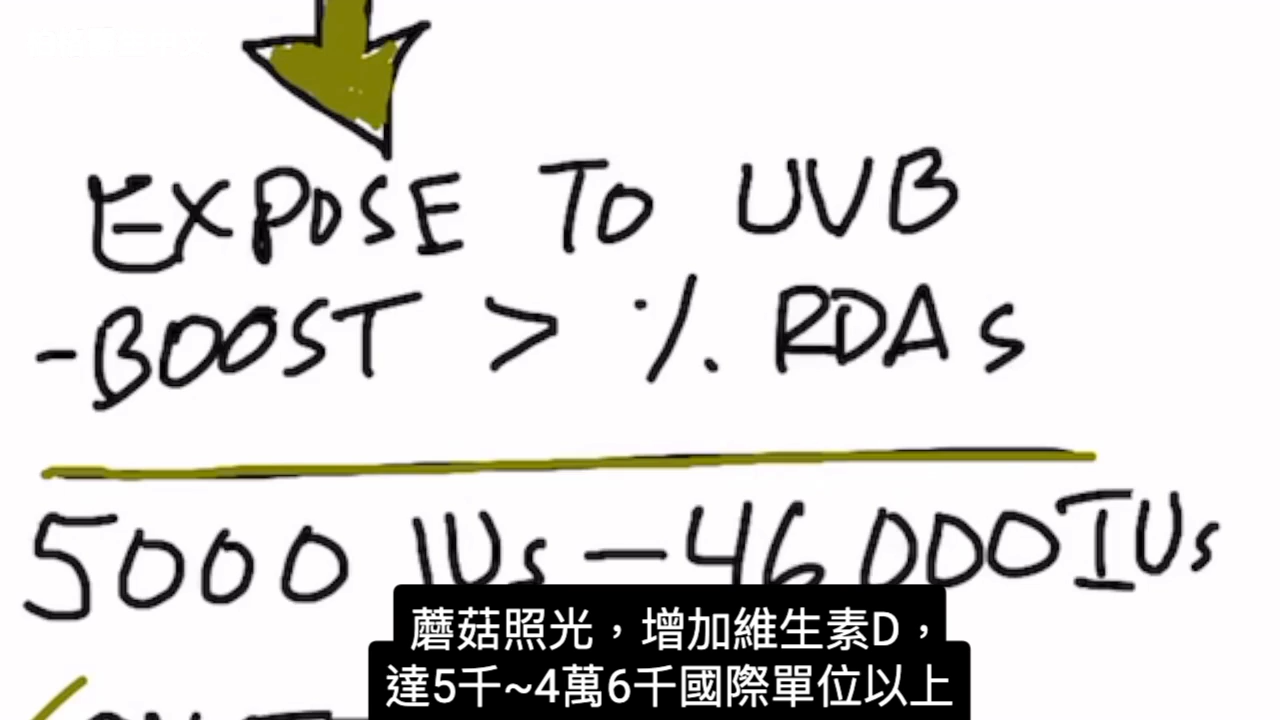 EXPOSE TO UVB
-BOOST > % RDAs
5000 IUs - 46000 IUs
蘑菇照光，增加維生素D，
達5千~4萬6千國際單位以上